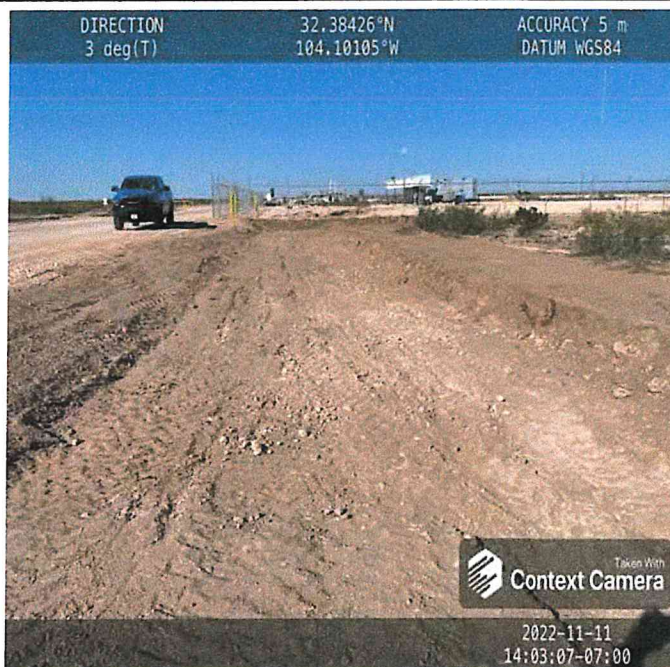 DIRECTION
3 deg(T)
32.38426°N
104.10105°W
ACCURACY 5 m
DATUM WGS84
Taken With
Context Camera
2022-11-11
14:03:07-07:00